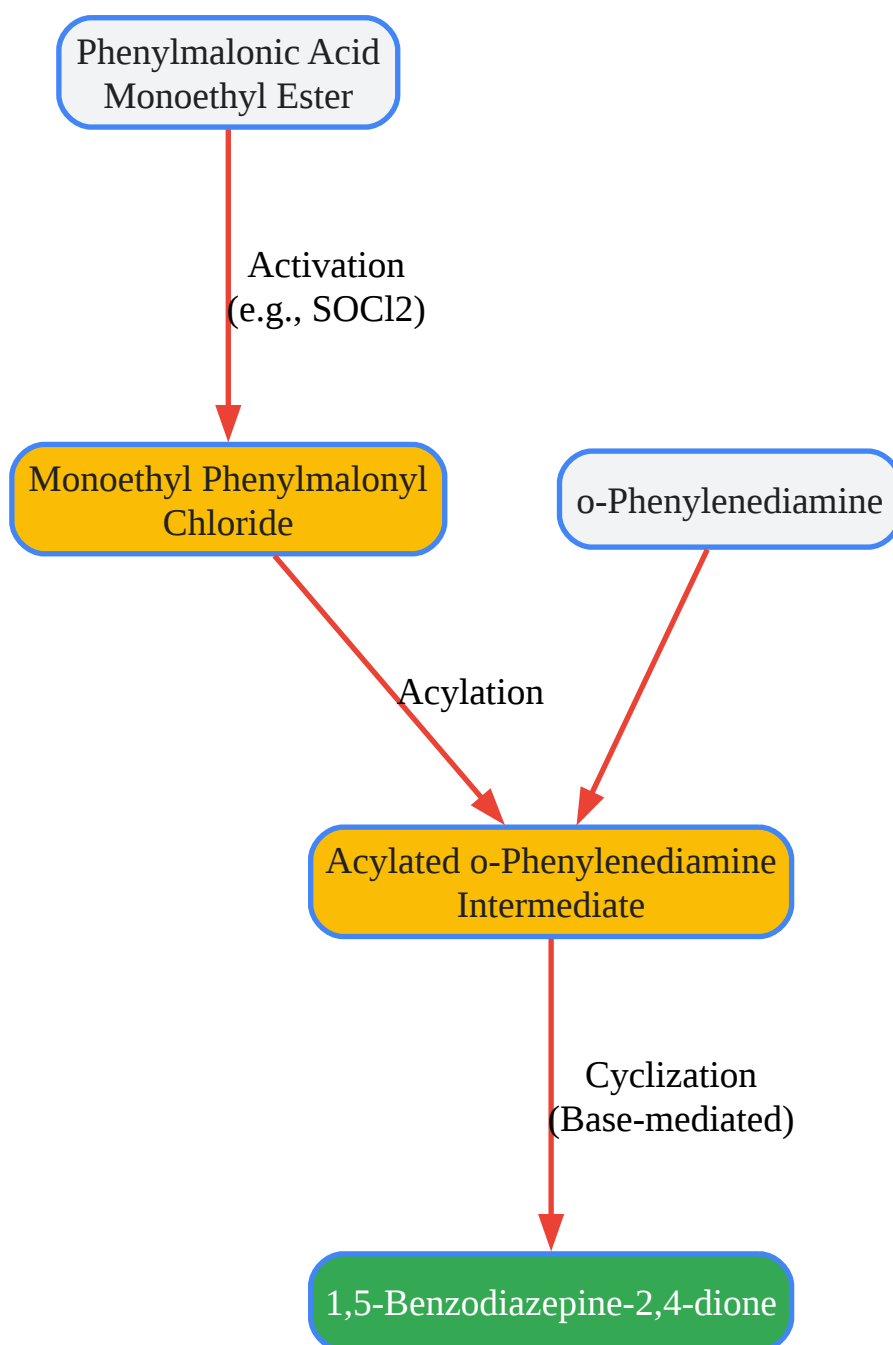 Phenylmalonic Acid
Monoethyl Ester
Activation
(e.g., SOCl2)
Monoethyl Phenylmalonyl
Chloride
o-Phenylenediamine
Acylation
Acylated o-Phenylenediamine
Intermediate
Cyclization
(Base-mediated)
1,5-Benzodiazepine-2,4-dione